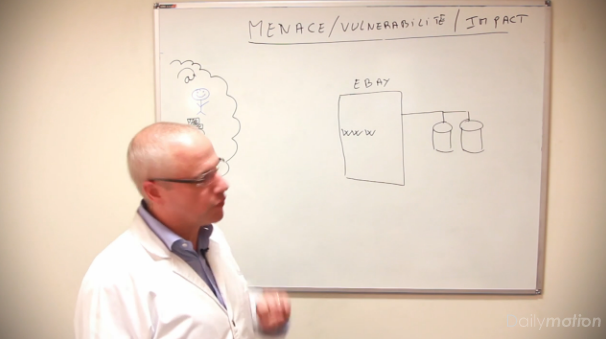 MENACE/VULNERABILITÉ/IMPACT
@
EBAY
WWW
dailymotion